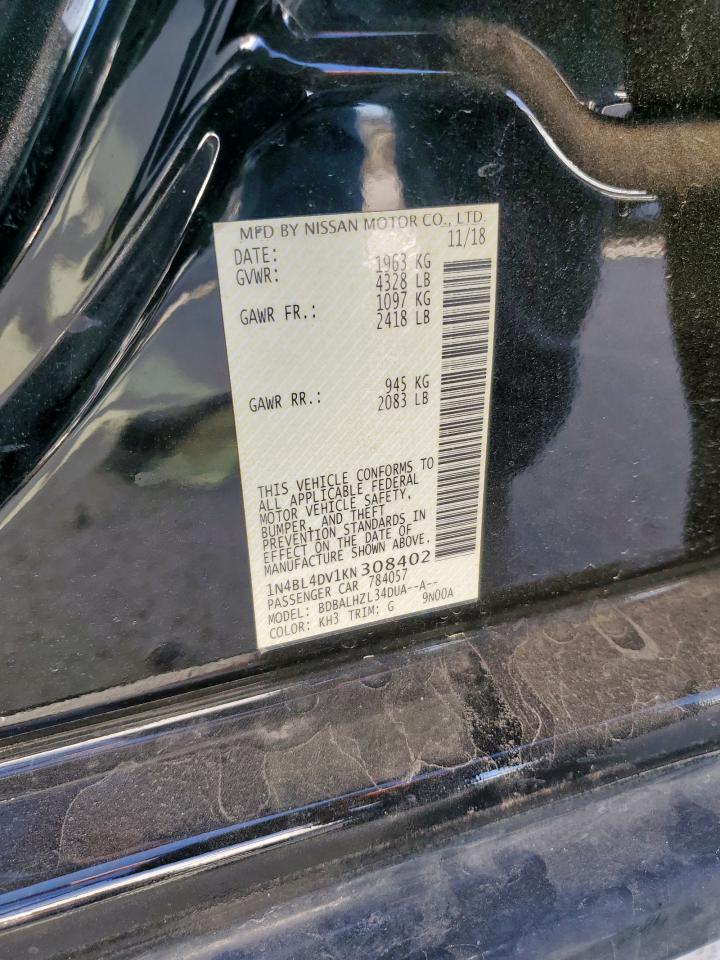 MFD BY NISSAN MOTOR CO., LTD.
DATE: 11/18
GVWR: 1963 KG
4328 LB
GAWR FR.: 1097 KG
2418 LB
GAWR RR.: 945 KG
2083 LB
THIS VEHICLE CONFORMS TO
ALL APPLICABLE FEDERAL
MOTOR VEHICLE SAFETY,
BUMPER, AND THEFT
PREVENTION STANDARDS IN
EFFECT ON THE DATE OF
MANUFACTURE SHOWN ABOVE.
1N4BL4DV1KN308402
PASSENGER CAR 784057
MODEL: BDBALHZL34DUA--A--
COLOR: KH3 TRIM: G 9N00A